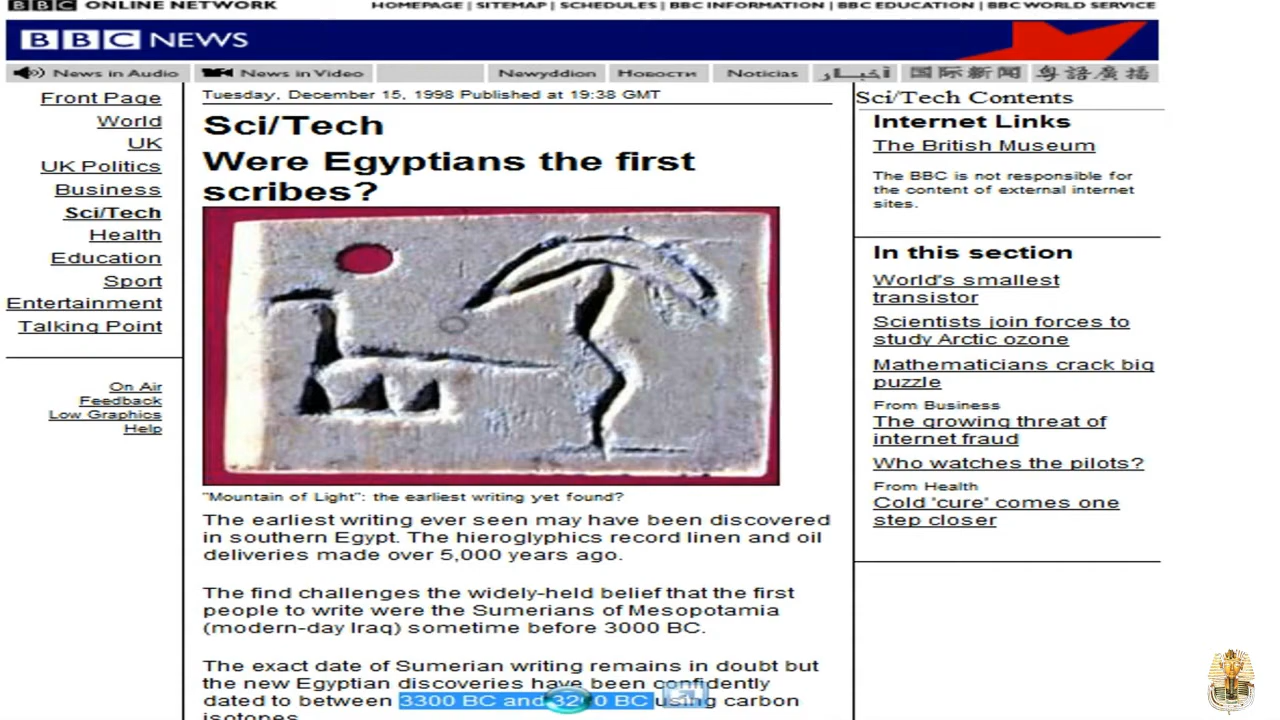 BBC ONLINE NETWORK
HOMEPAGE | SITEMAP | SCHEDULES | BBC INFORMATION | BBC EDUCATION | BBC WORLD SERVICE
BBC NEWS
News in Audio
News in Video
Newyddion
Новости
Noticias
أخبار
国际新闻
粤語廣播
Front Page
World
UK
UK Politics
Business
Sci/Tech
Health
Education
Sport
Entertainment
Talking Point
On Air
Feedback
Low Graphics
Help
Tuesday, December 15, 1998 Published at 19:38 GMT
Sci/Tech
Were Egyptians the first
scribes?
"Mountain of Light": the earliest writing yet found?
The earliest writing ever seen may have been discovered
in southern Egypt. The hieroglyphics record linen and oil
deliveries made over 5,000 years ago.
The find challenges the widely-held belief that the first
people to write were the Sumerians of Mesopotamia
(modern-day Iraq) sometime before 3000 BC.
The exact date of Sumerian writing remains in doubt but
the new Egyptian discoveries have been confidently
dated to between 3300 BC and 3200 BC using carbon
isotopes.
Sci/Tech Contents
Internet Links
The British Museum
The BBC is not responsible for
the content of external internet
sites.
In this section
World's smallest
transistor
Scientists join forces to
study Arctic ozone
Mathematicians crack big
puzzle
From Business
The growing threat of
internet fraud
Who watches the pilots?
From Health
Cold 'cure' comes one
step closer